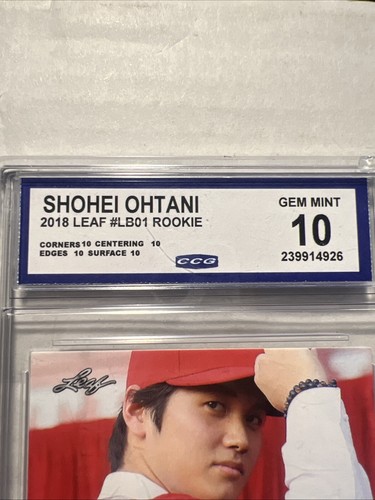 SHOHEI OHTANI
2018 LEAF #LB01 ROOKIE
CORNERS 10 CENTERING 10
EDGES 10 SURFACE 10
CCG
GEM MINT
10
239914926
Leaf